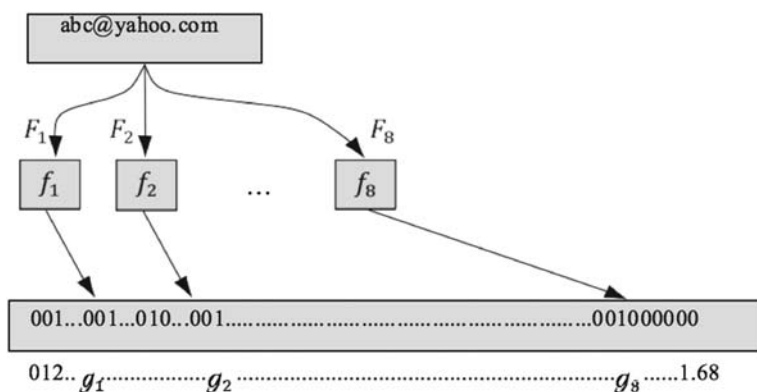 abc@yahoo.com
F₁ F₂ F₈
f₁ f₂ ... f₈
001...001...010...001.......................................................................001000000
012..g₁..................g₂..................................................................g₈......1.68